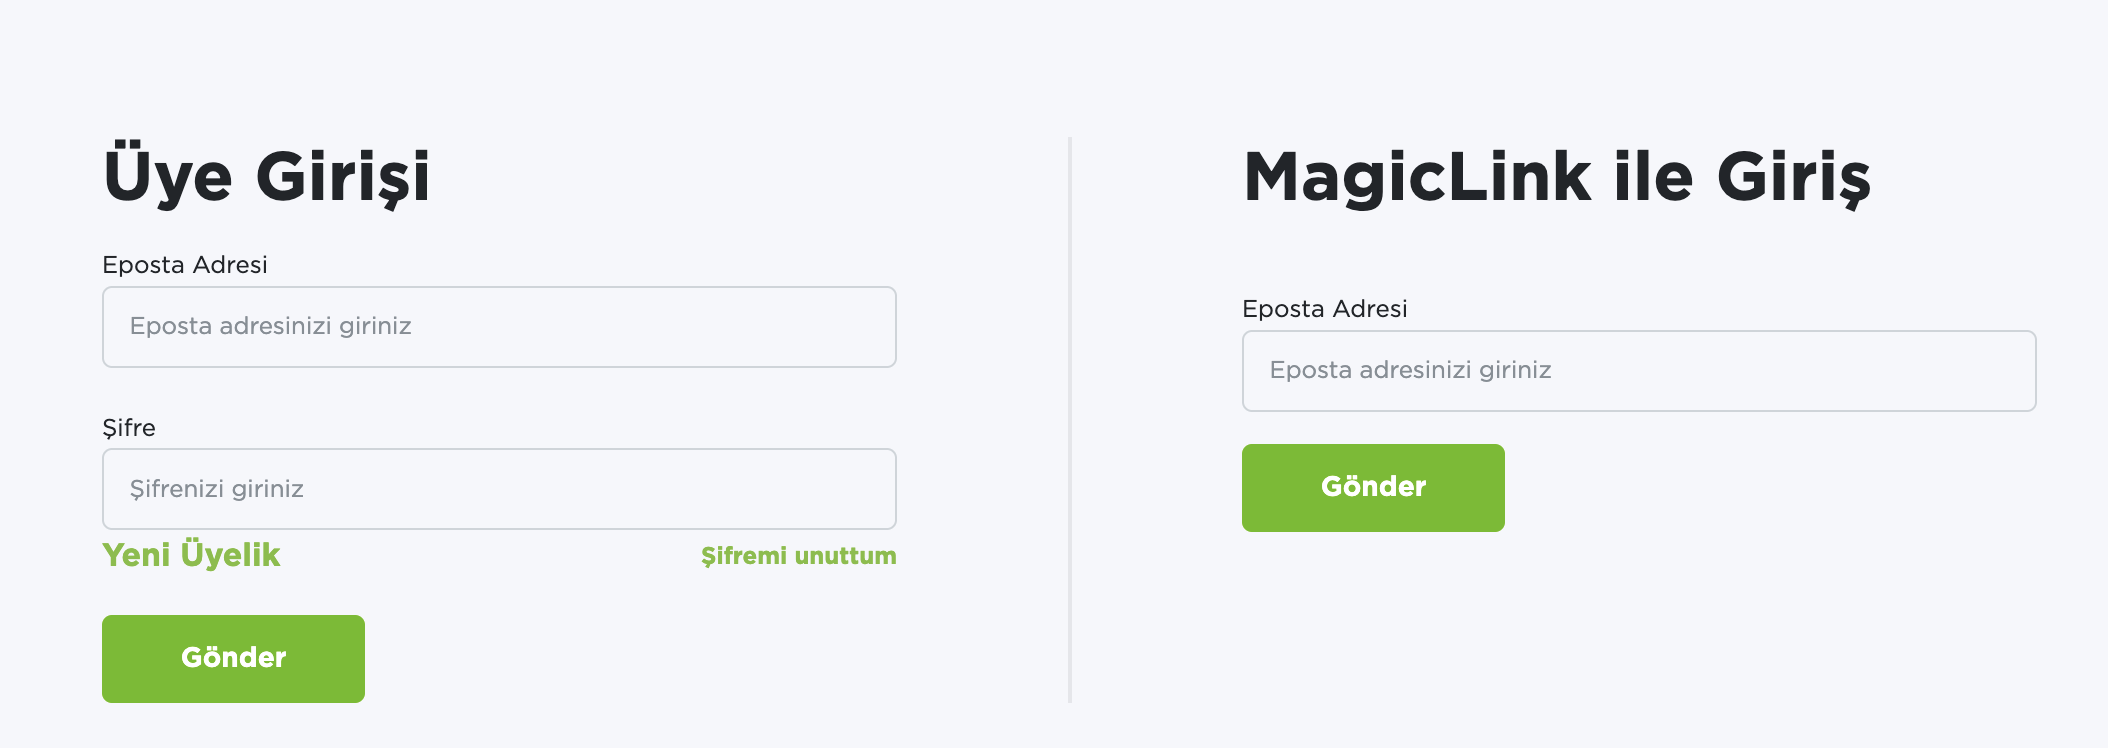 Üye Girişi
Eposta Adresi
Eposta adresinizi giriniz
Şifre
Şifrenizi giriniz
Yeni Üyelik
Şifremi unuttum
Gönder
MagicLink ile Giriş
Eposta Adresi
Eposta adresinizi giriniz
Gönder